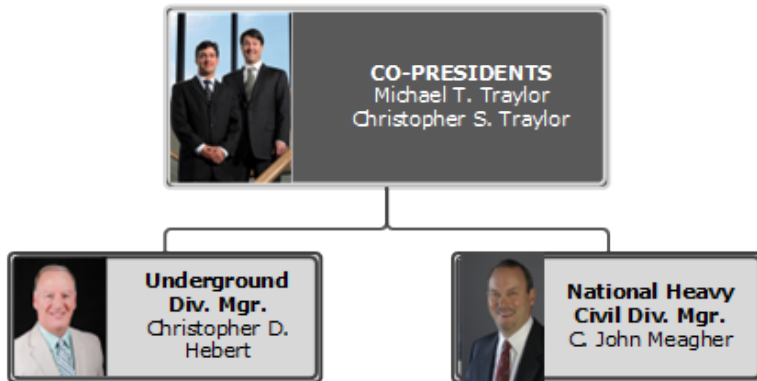 CO-PRESIDENTS
Michael T. Traylor
Christopher S. Traylor
Underground
Div. Mgr.
Christopher D.
Hebert
National Heavy
Civil Div. Mgr.
C. John Meagher